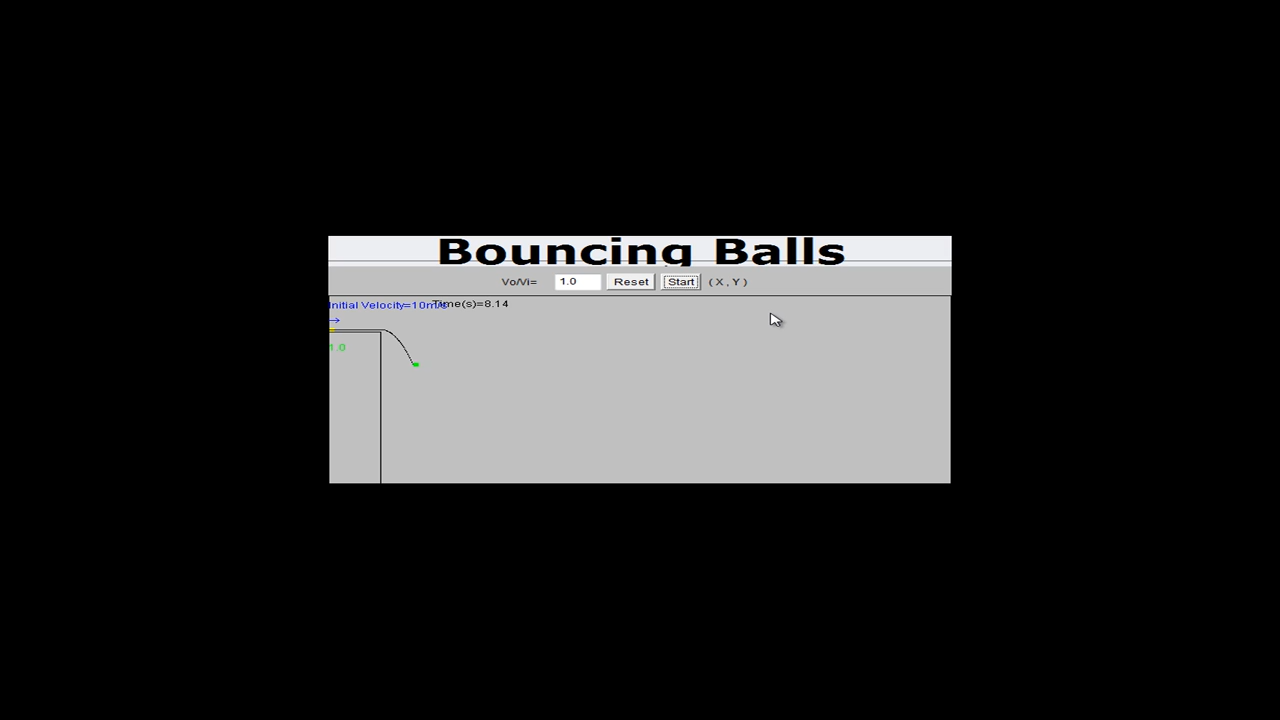 Bouncing Balls
Vo/Vi= 1.0 Reset Start ( X , Y )
Initial Velocity=10m/s Time(s)=8.14
1.0